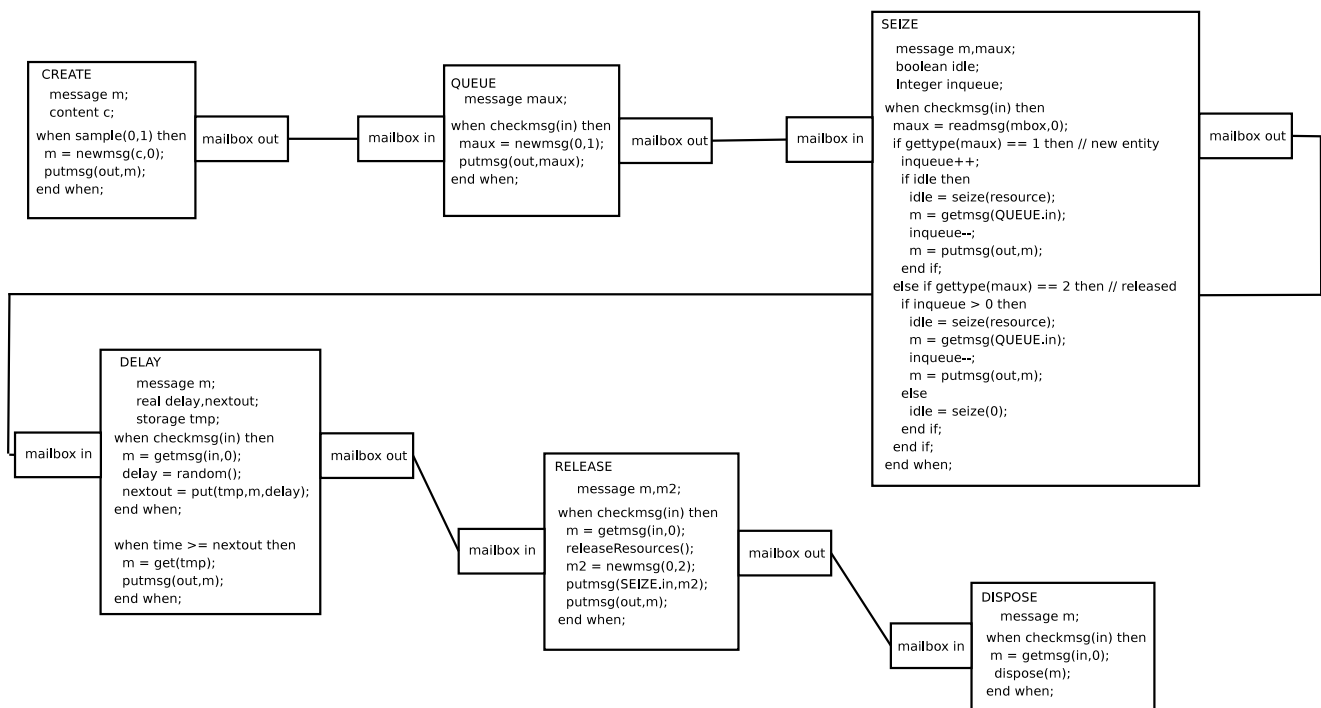 CREATE
message m;
content c;
when sample(0,1) then
m = newmsg(c,0);
putmsg(out,m);
end when;
mailbox out
mailbox in
QUEUE
message maux;
when checkmsg(in) then
maux = newmsg(0,1);
putmsg(out,maux);
end when;
mailbox out
mailbox in
SEIZE
message m,maux;
boolean idle;
Integer inqueue;
when checkmsg(in) then
maux = readmsg(mbox,0);
if gettype(maux) == 1 then // new entity
inqueue++;
if idle then
idle = seize(resource);
m = getmsg(QUEUE.in);
inqueue--;
m = putmsg(out,m);
end if;
else if gettype(maux) == 2 then // released
if inqueue > 0 then
idle = seize(resource);
m = getmsg(QUEUE.in);
inqueue--;
m = putmsg(out,m);
else
idle = seize(0);
end if;
end if;
end when;
mailbox out
mailbox in
DELAY
message m;
real delay,nextout;
storage tmp;
when checkmsg(in) then
m = getmsg(in,0);
delay = random();
nextout = put(tmp,m,delay);
end when;
when time >= nextout then
m = get(tmp);
putmsg(out,m);
end when;
mailbox out
mailbox in
RELEASE
message m,m2;
when checkmsg(in) then
m = getmsg(in,0);
releaseResources();
m2 = newmsg(0,2);
putmsg(SEIZE.in,m2);
putmsg(out,m);
end when;
mailbox out
mailbox in
DISPOSE
message m;
when checkmsg(in) then
m = getmsg(in,0);
dispose(m);
end when;